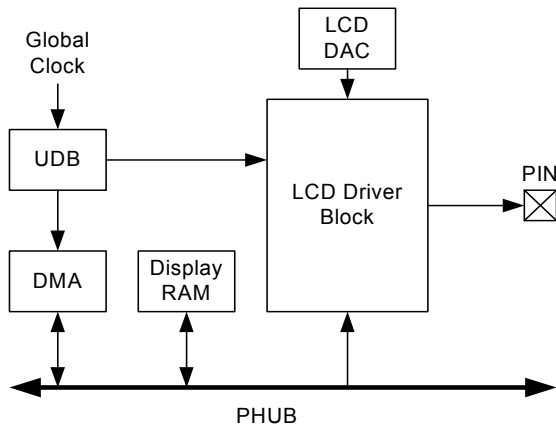 Global
Clock
UDB
DMA
Display
RAM
LCD
DAC
LCD Driver
Block
PIN
PHUB